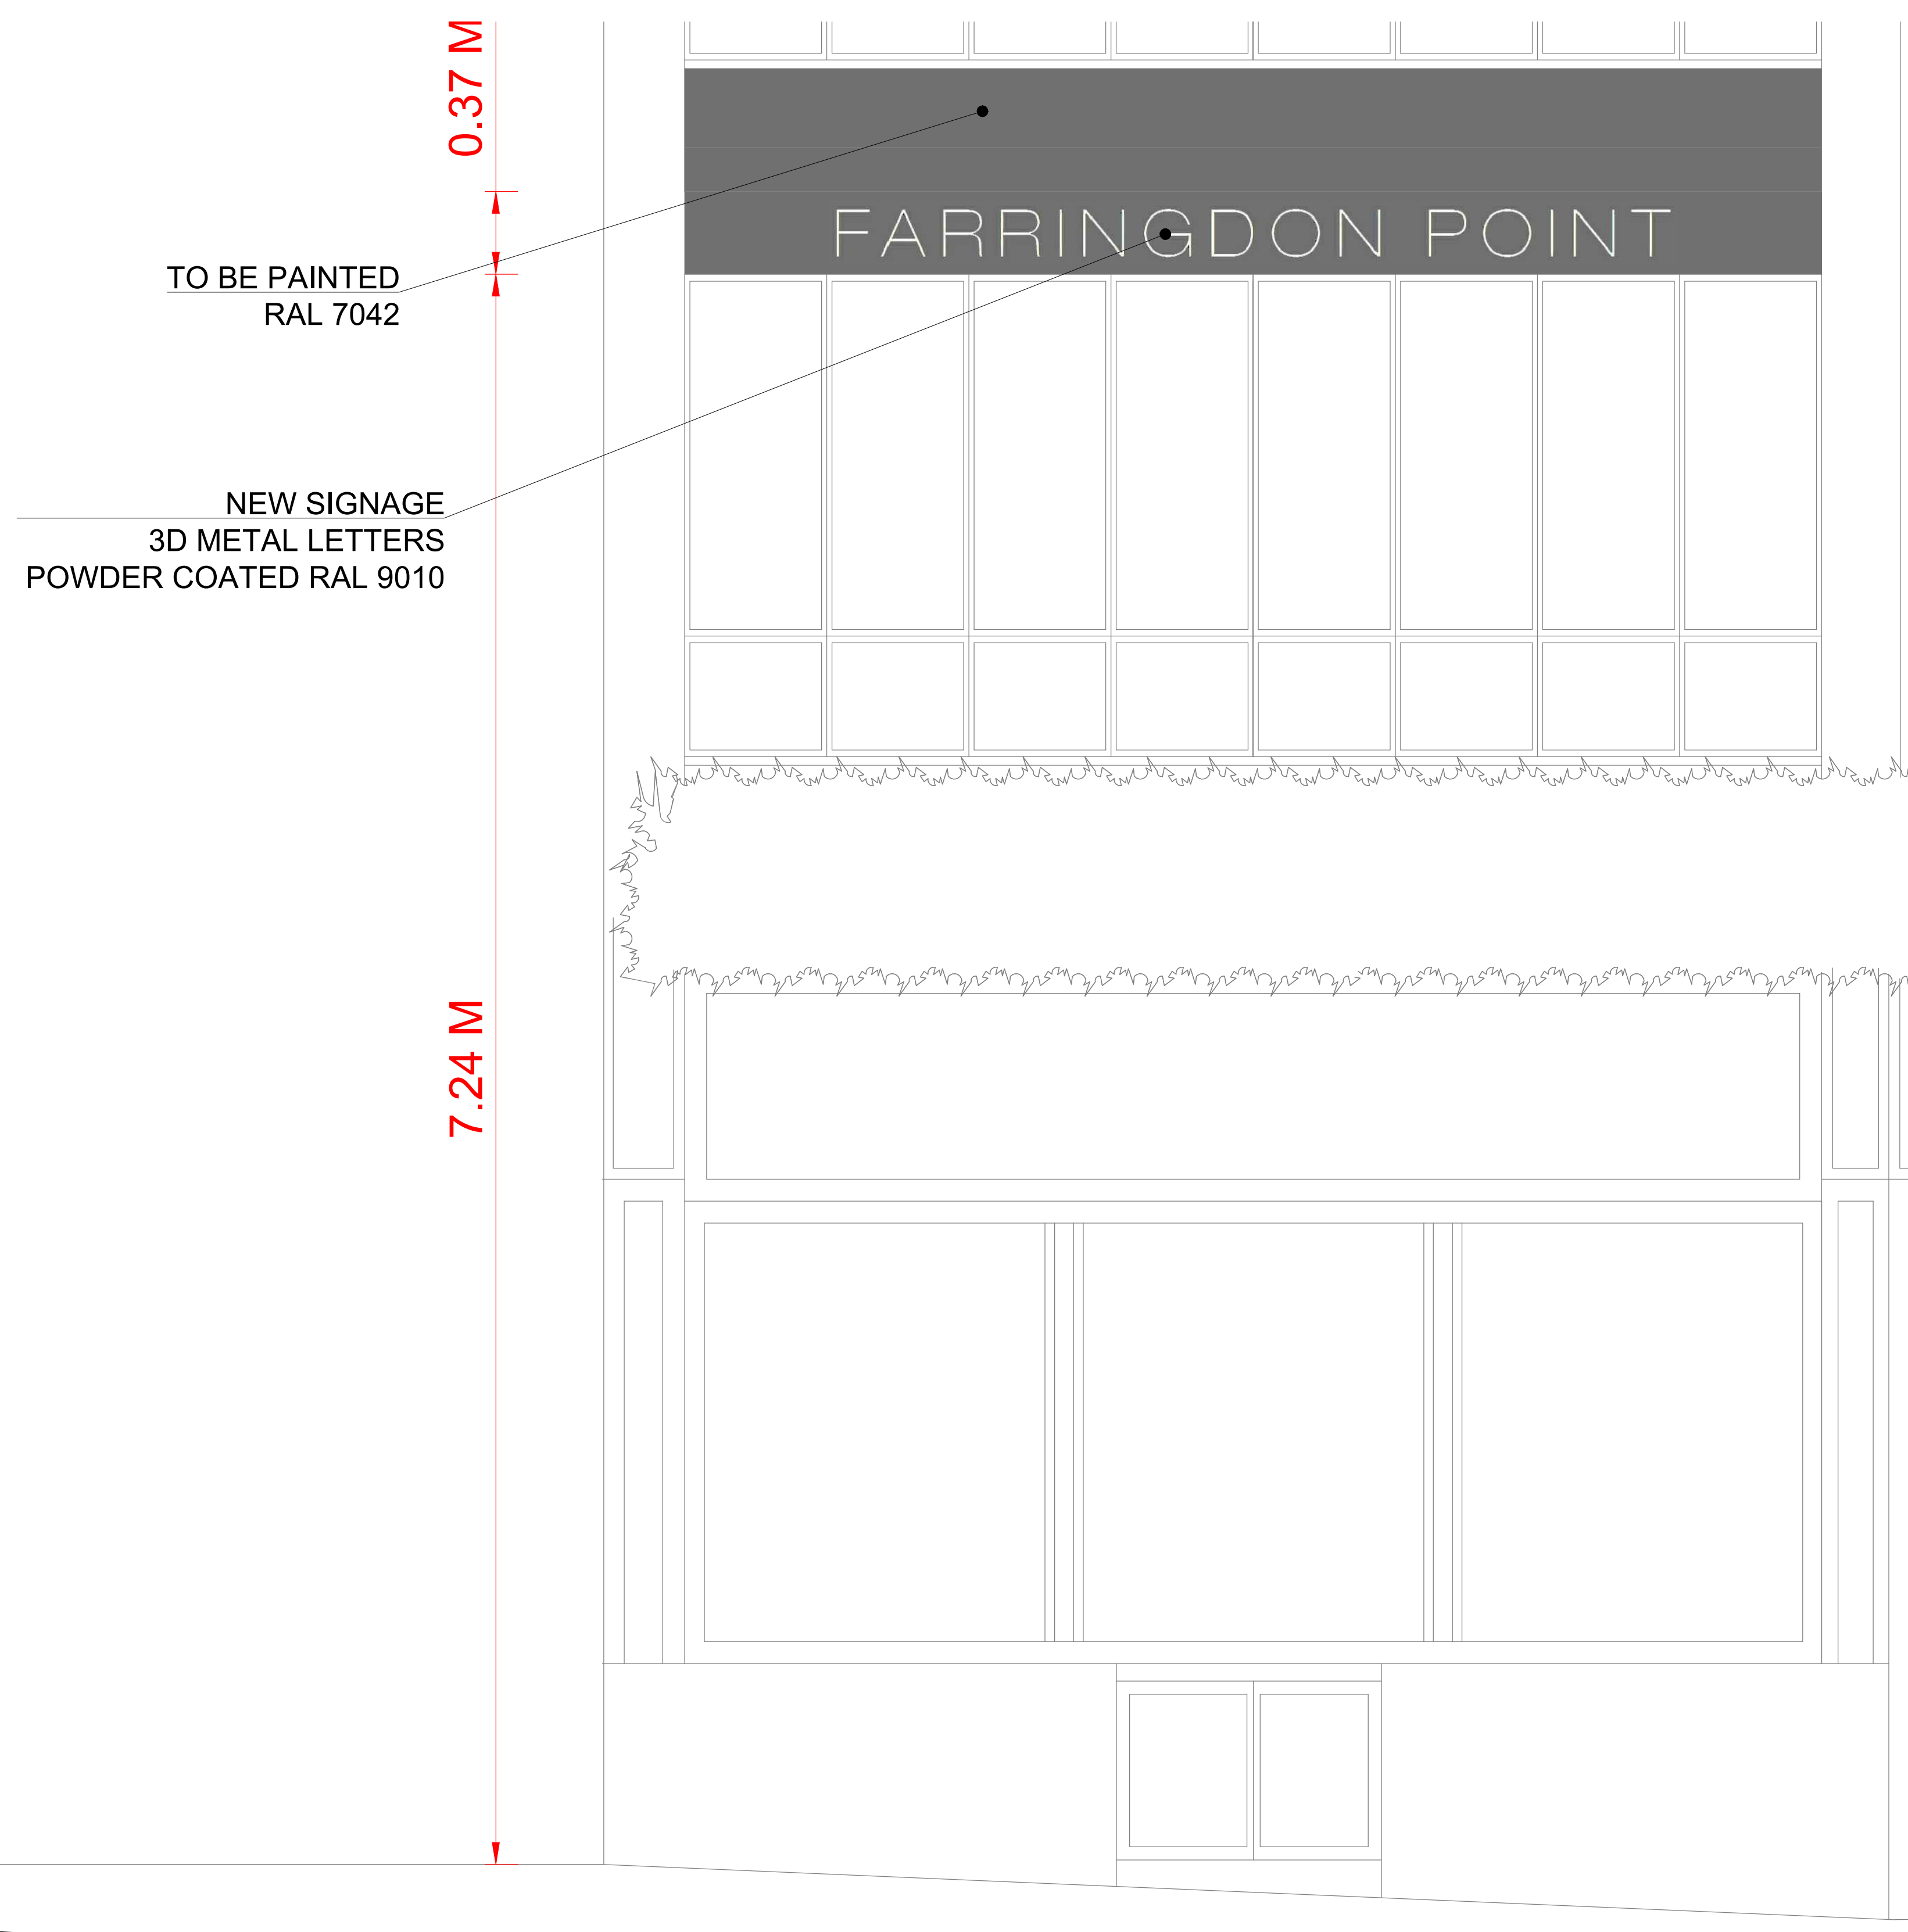 0.37 M
FARRINGDON POINT
TO BE PAINTED
RAL 7042
NEW SIGNAGE
3D METAL LETTERS
POWDER COATED RAL 9010
7.24 M